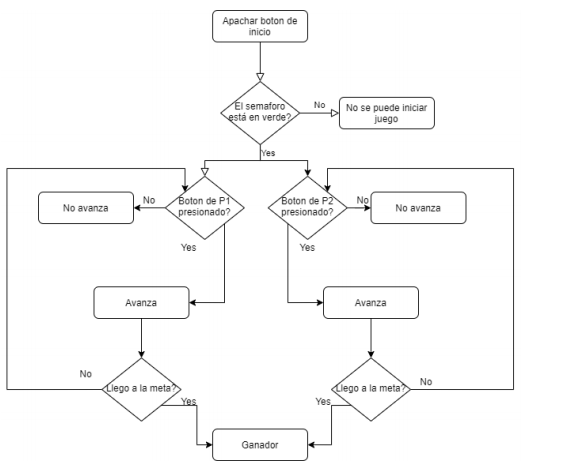 Apachar boton de
inicio
El semaforo
está en verde?
No
No se puede iniciar
juego
Yes
Boton de P1
presionado?
No
No avanza
Boton de P2
presionado?
No
No avanza
Yes
Yes
Avanza
Avanza
No
Llego a la meta?
Yes
Llego a la meta?
No
Yes
Ganador